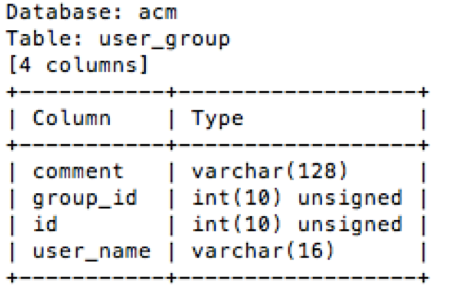 Database: acm
Table: user_group
[4 columns]
+-----------+------------------+
| Column    | Type             |
+-----------+------------------+
| comment   | varchar(128)     |
| group_id  | int(10) unsigned |
| id        | int(10) unsigned |
| user_name | varchar(16)      |
+-----------+------------------+